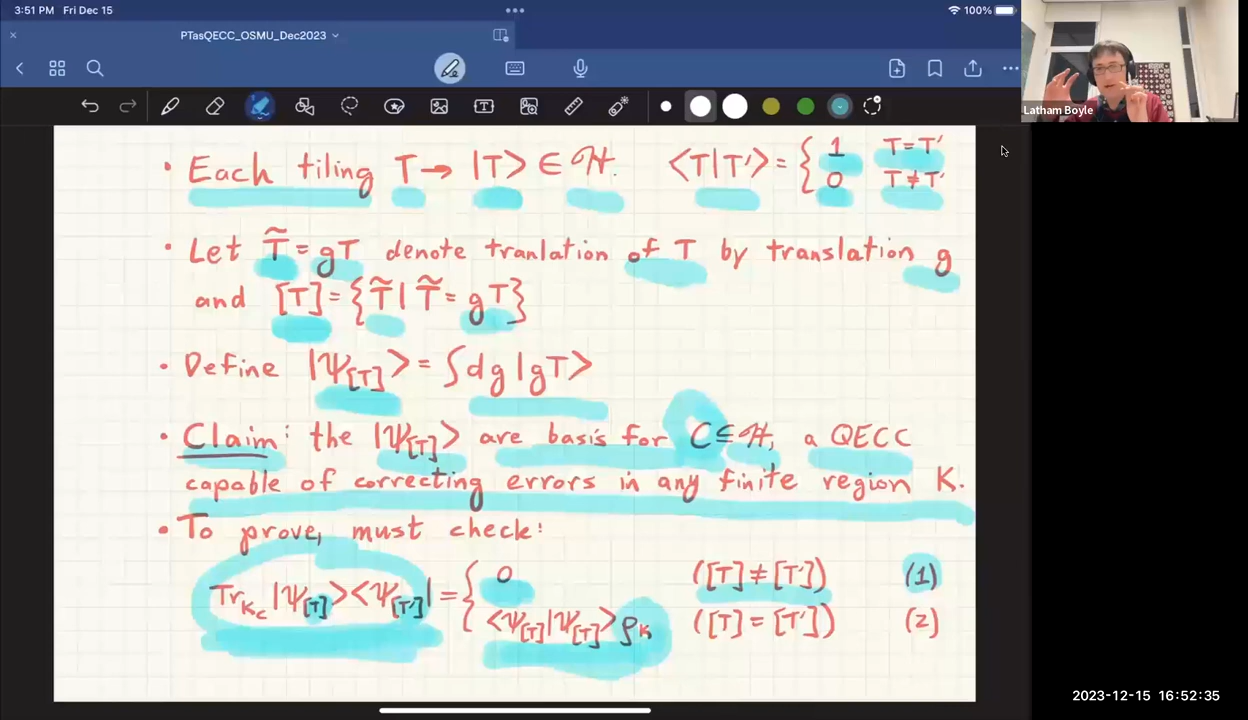 3:51 PM Fri Dec 15
100%
PTasQECC_OSMU_Dec2023
Latham Boyle
• Each tiling T → |T> ∈ ℋ. <T|T'> = { 1 T=T'
0 T≠T'
• Let T̃ = gT denote tranlation of T by translation g
and [T] = {T̃ | T̃ = gT}
• Define |Ψ[T]> = ∫dg |gT>
• Claim: the |Ψ[T]> are basis for C ⊆ ℋ, a QECC
capable of correcting errors in any finite region K.
• To prove, must check:
Tr_Kc |Ψ[T]><Ψ[T']| = { 0 ([T] ≠ [T']) (1)
<Ψ[T]|Ψ[T]> ρ_K ([T] = [T']) (2)
2023-12-15 16:52:35